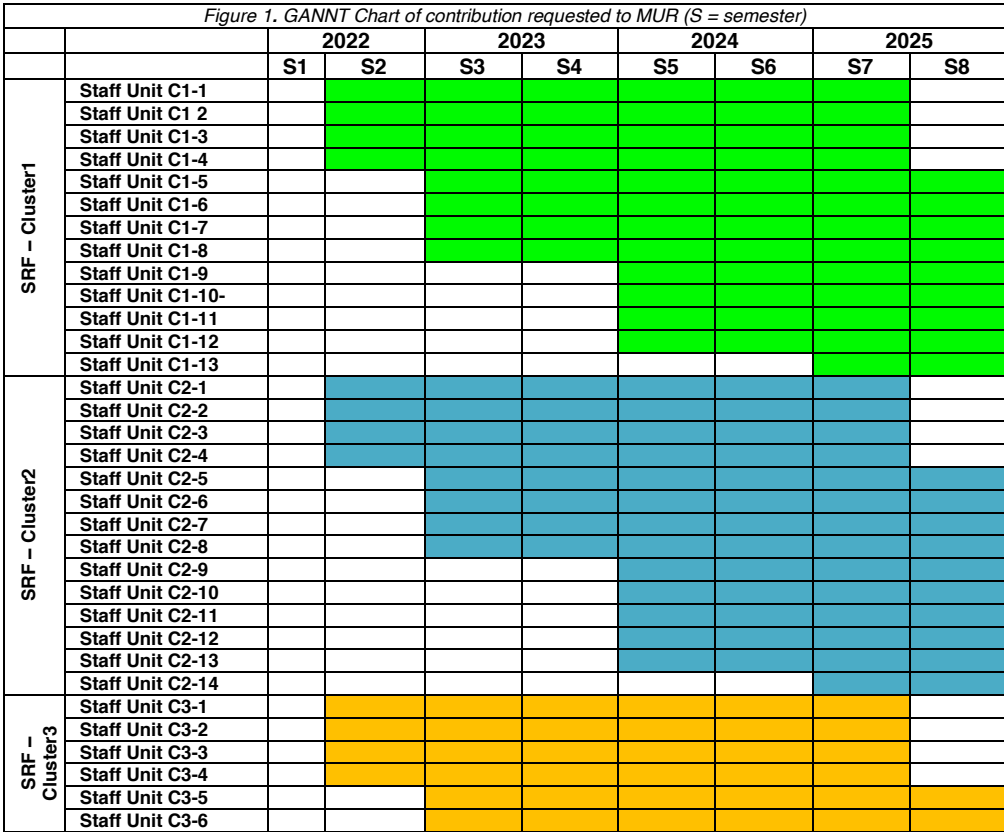 Figure 1. GANNT Chart of contribution requested to MUR (S = semester)
2022 2023 2024 2025
S1 S2 S3 S4 S5 S6 S7 S8
SRF – Cluster1
Staff Unit C1-1
Staff Unit C1 2
Staff Unit C1-3
Staff Unit C1-4
Staff Unit C1-5
Staff Unit C1-6
Staff Unit C1-7
Staff Unit C1-8
Staff Unit C1-9
Staff Unit C1-10-
Staff Unit C1-11
Staff Unit C1-12
Staff Unit C1-13
SRF – Cluster2
Staff Unit C2-1
Staff Unit C2-2
Staff Unit C2-3
Staff Unit C2-4
Staff Unit C2-5
Staff Unit C2-6
Staff Unit C2-7
Staff Unit C2-8
Staff Unit C2-9
Staff Unit C2-10
Staff Unit C2-11
Staff Unit C2-12
Staff Unit C2-13
Staff Unit C2-14
SRF –
Cluster3
Staff Unit C3-1
Staff Unit C3-2
Staff Unit C3-3
Staff Unit C3-4
Staff Unit C3-5
Staff Unit C3-6